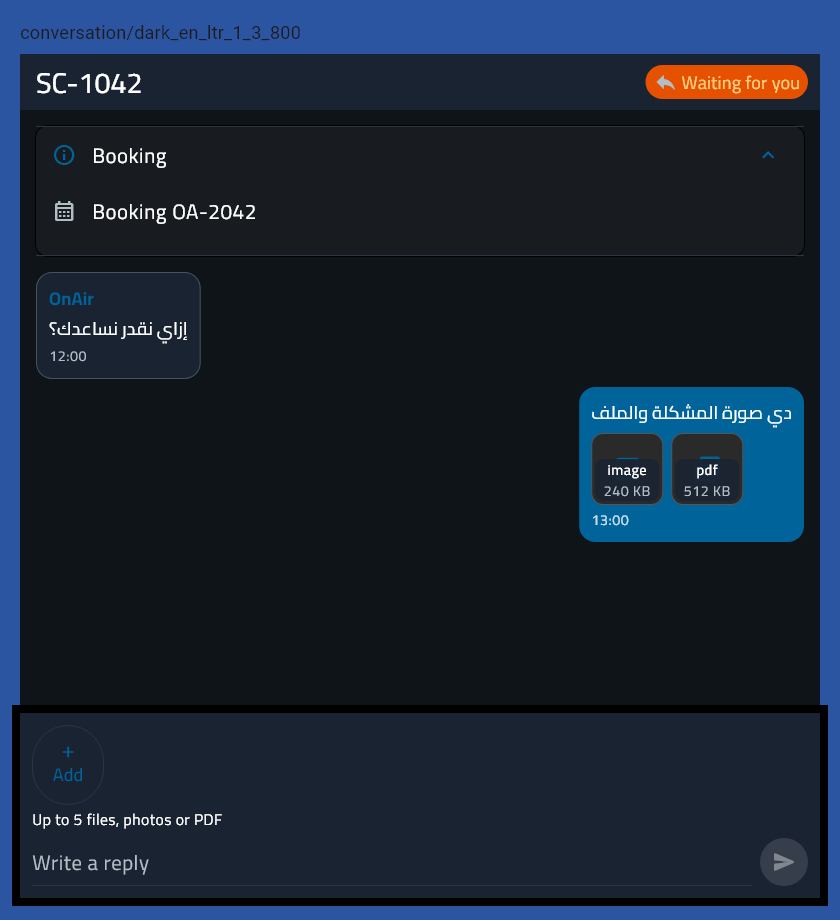 conversation/dark_en_ltr_1_3_800
SC-1042
Waiting for you
Booking
Booking OA-2042
OnAir
إزاي نقدر نساعدك؟
12:00
دي صورة المشكلة والملف
image
240 KB
pdf
512 KB
13:00
+
Add
Up to 5 files, photos or PDF
Write a reply